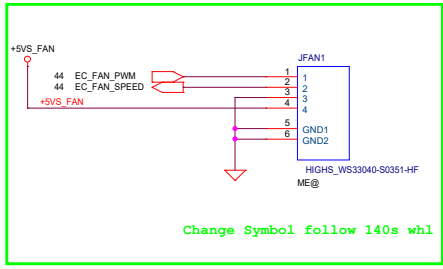 +5VS_FAN
JFAN1
44 EC_FAN_PWM 1 1
44 EC_FAN_SPEED 2 2
3 3
+5VS_FAN 4 4
5 GND1
6 GND2
HIGHS_WS33040-S0351-HF
ME@
Change Symbol follow 140s whl